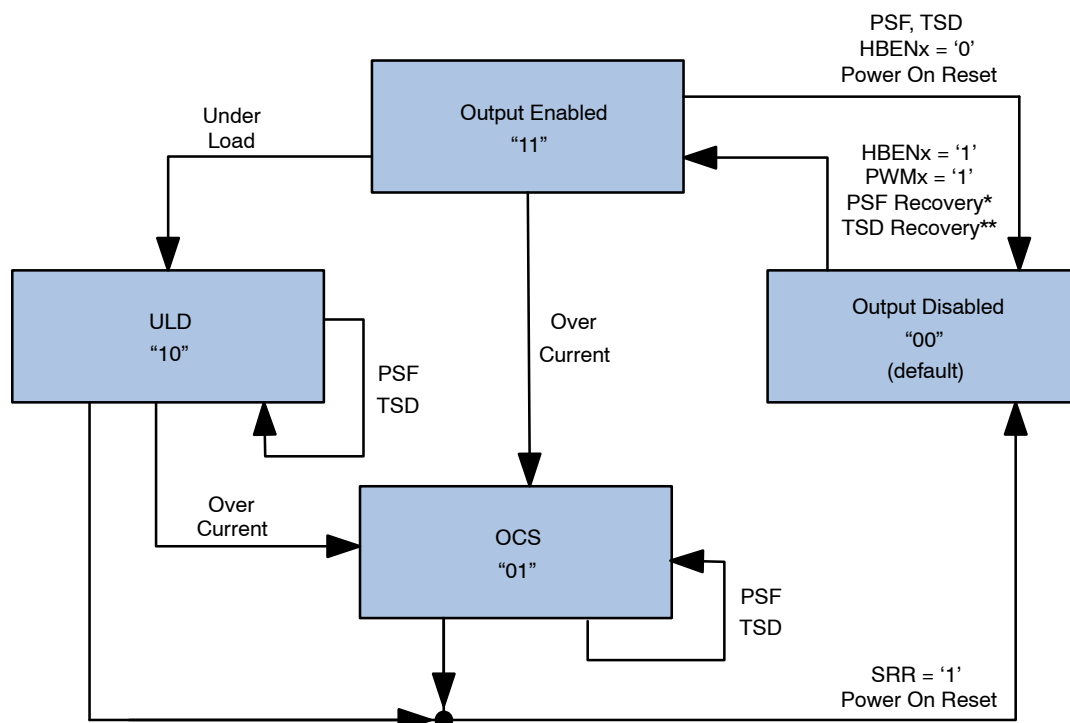 PSF, TSD
HBENx = ‘0’
Power On Reset
Output Enabled
“11”
Under
Load
HBENx = ‘1’
PWMx = ‘1’
PSF Recovery*
TSD Recovery**
ULD
“10”
Output Disabled
“00”
(default)
Over
Current
PSF
TSD
Over
Current
OCS
“01”
PSF
TSD
SRR = ‘1’
Power On Reset